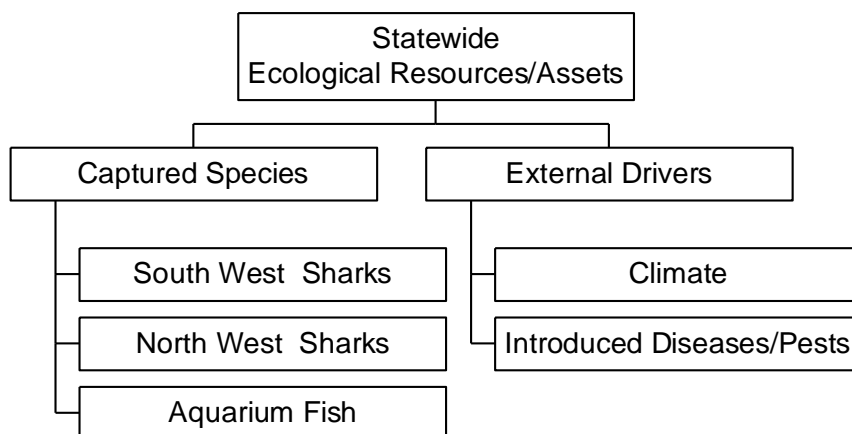 Statewide
Ecological Resources/Assets
Captured Species
External Drivers
South West Sharks
North West Sharks
Aquarium Fish
Climate
Introduced Diseases/Pests